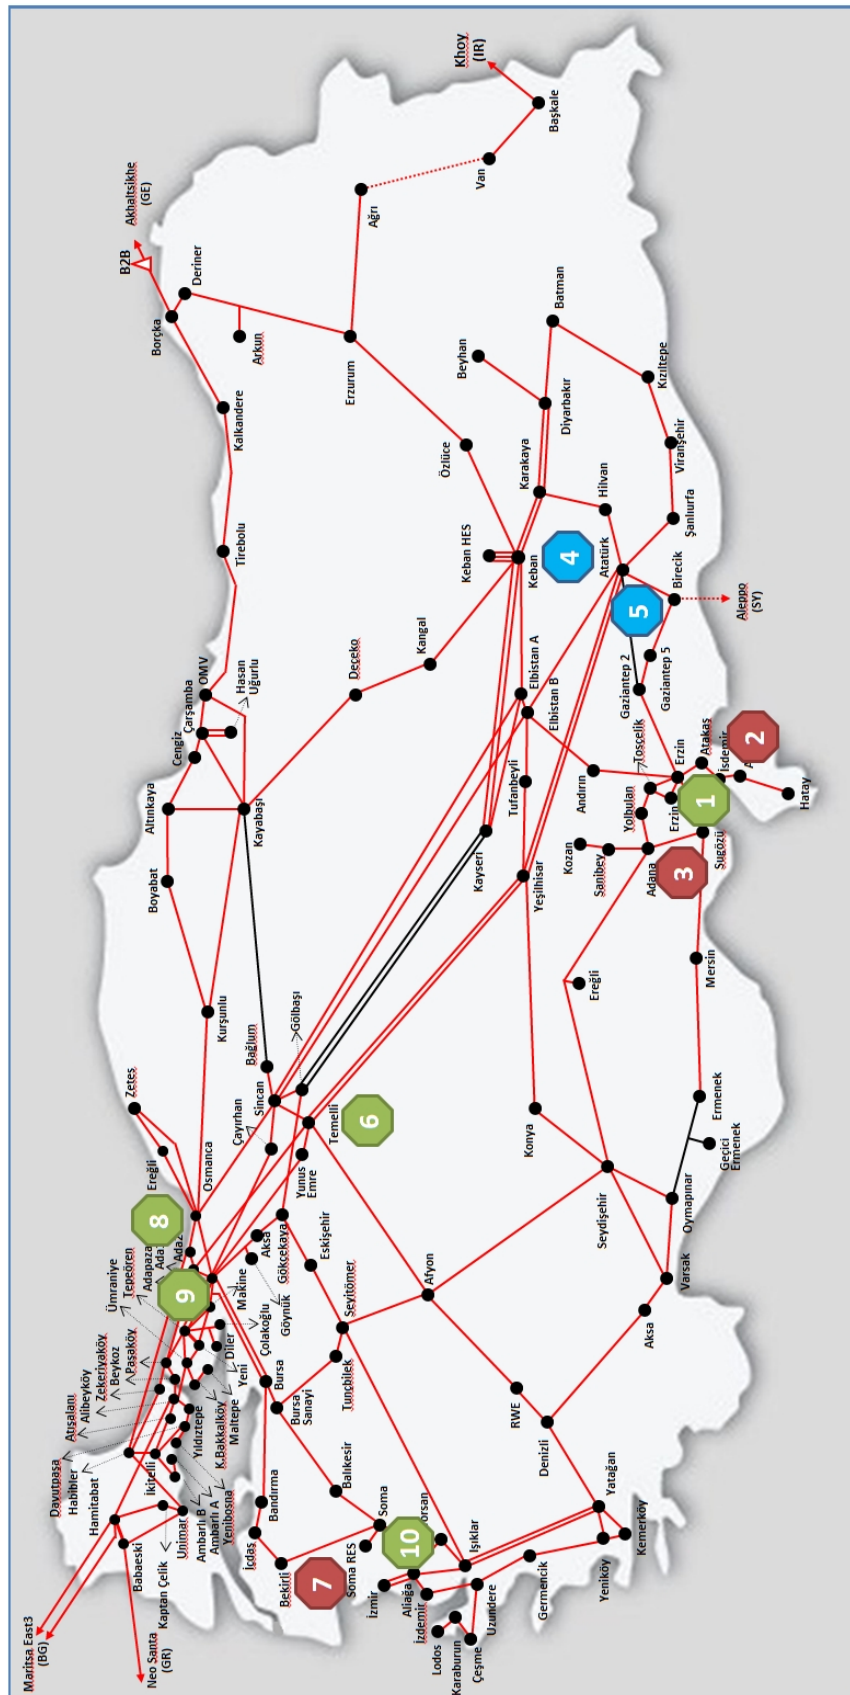 Khoy
(IR)
Başkale
Van
Ağrı
Akhaltsikhe
(GE)
B2B
Deriner
Borçka
Arkun
Erzurum
Kalkandere
Tirebolu
Batman
Beyhan
Kızıltepe
Diyarbakır
Viranşehir
Özlüce
Karakaya
Hilvan
Şanlıurfa
Keban HES
Keban
4
Atatürk
Birecik
5
Aleppo
(SY)
Kangal
Deçeko
Elbistan A
Elbistan B
Gaziantep 2
Gaziantep 5
OMV
Hasan
Uğurlu
Çarşamba
Cengiz
Altınkaya
Kayabaşı
Boyabat
Kurşunlu
Toşçelik
Erzin
Atakaş
İsdemir
2
Andırın
Tufanbeyli
Yolbulan
Erzin
1
Hatay
Kayseri
Yeşilhisar
Kozan
Sanibey
Adana
Sugözü
3
Mersin
Ereğli
Gölbaşı
Bağlum
Sincan
Çayırhan
Temelli
6
Yunus
Emre
Konya
Ermenek
Geçici
Ermenek
Oymapınar
Seydişehir
Varsak
Aksa
Zetes
Ereğli
Osmanca
8
9
Adapaza
Tepeören
Ümraniye
Makine
Aksa
Gökçekaya
Göynük
Çolakoğlu
Eskişehir
Seyitömer
Afyon
Tunçbilek
Diler
Yeni
Bursa
Bursa
Sanayi
Paşaköy
Beykoz
Zekeriyaköy
Alibeyköy
Atışalanı
Yıldıztepe
K.Bakkalköy
Maltepe
Davutpaşa
Habibler
Hamitabat
İkitelli
Ambarlı B
Ambarlı A
Yenibosna
Unimar
Kaptan Çelik
Babaeski
Maritsa East3
(BG)
Neo Santa
(GR)
Bandırma
İçdaş
Bekirli
7
Balıkesir
Soma
Soma RES
10
RWE
Denizli
Yatağan
Kemerköy
Yeniköy
Işıklar
İzmir
Aliağa
İzdemir
Uzundere
Germencik
Lodos
Karaburun
Çeşme